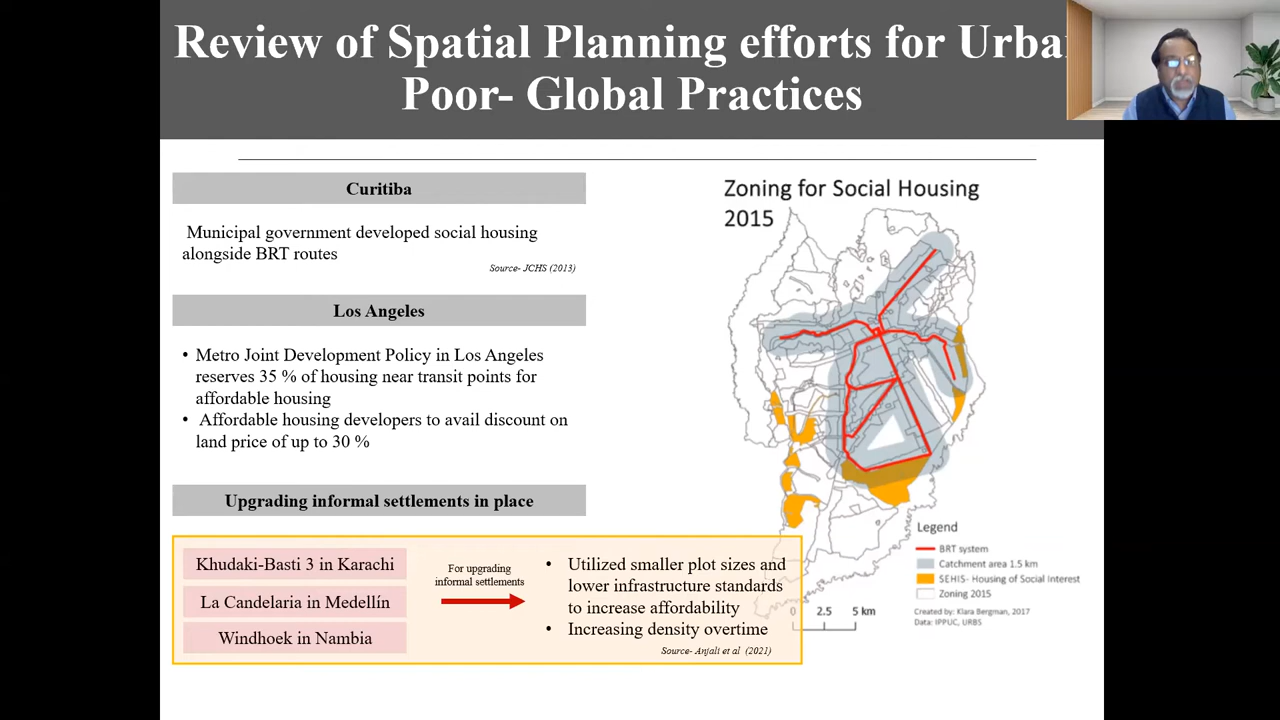 Review of Spatial Planning efforts for Urba
Poor- Global Practices
Curitiba
Municipal government developed social housing
alongside BRT routes
Source- JCHS (2013)
Los Angeles
• Metro Joint Development Policy in Los Angeles
reserves 35 % of housing near transit points for
affordable housing
• Affordable housing developers to avail discount on
land price of up to 30 %
Upgrading informal settlements in place
Khudaki-Basti 3 in Karachi
La Candelaria in Medellín
Windhoek in Nambia
For upgrading
informal settlements
• Utilized smaller plot sizes and
lower infrastructure standards
to increase affordability
• Increasing density overtime
Source- Anjali et al (2021)
Zoning for Social Housing
2015
Legend
BRT system
Catchment area 1.5 km
SEHIS- Housing of Social Interest
Zoning 2015
0 2.5 5 km
Created by: Klara Bergman, 2017
Data: IPPUC, URBS